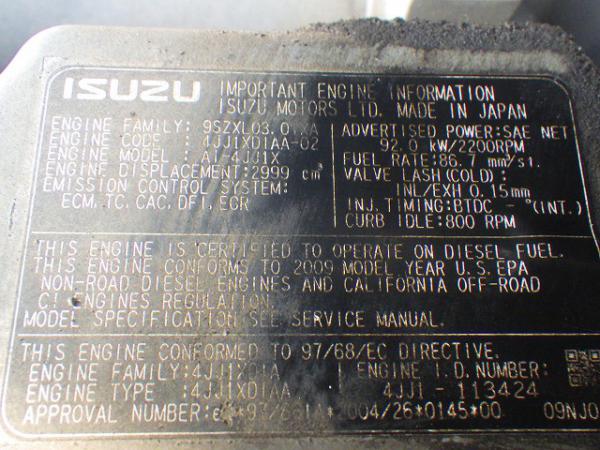 ISUZU IMPORTANT ENGINE INFORMATION
ISUZU MOTORS LTD. MADE IN JAPAN
ENGINE FAMILY: 9SZXL03.0 XA
ENGINE CODE: 4JJ1XDIAA-02
ENGINE MODEL: AI-4JJ1X
ENGINE DISPLACEMENT:2999 cm³
EMISSION CONTROL SYSTEM:
ECM, TC, CAC, DFI, EGR
ADVERTISED POWER:SAE NET
92.0 kW/2200RPM
FUEL RATE:86.7 mm³/st.
VALVE LASH(COLD):
INL/EXH 0.15mm
INJ.TIMING:BTDC - °(INT.)
CURB IDLE:800 RPM
THIS ENGINE IS CERTIFIED TO OPERATE ON DIESEL FUEL.
THIS ENGINE CONFORMS TO 2009 MODEL YEAR U.S.EPA
NON-ROAD DIESEL ENGINES AND CALIFORNIA OFF-ROAD
C.I ENGINES REGULATION.
MODEL SPECIFICATION SEE SERVICE MANUAL.
THIS ENGINE CONFORMED TO 97/68/EC DIRECTIVE.
ENGINE FAMILY:4JJ1XDIA
ENGINE TYPE :4JJ1XDIAA
ENGINE I.D.NUMBER:
4JJ1 - 113424
APPROVAL NUMBER: 2004/26*0145*00 09NJ0